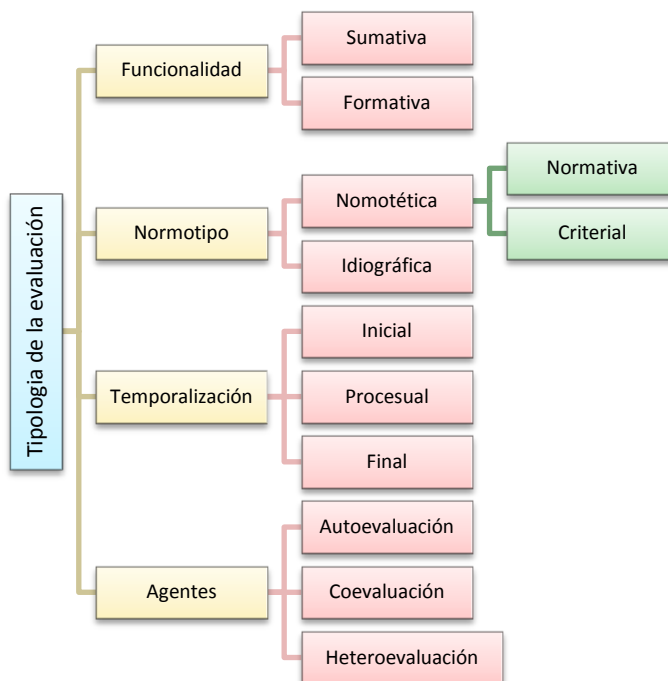 Tipologia de la evaluación
Funcionalidad
Sumativa
Formativa
Normotipo
Nomotética
Normativa
Criterial
Idiográfica
Temporalización
Inicial
Procesual
Final
Agentes
Autoevaluación
Coevaluación
Heteroevaluación